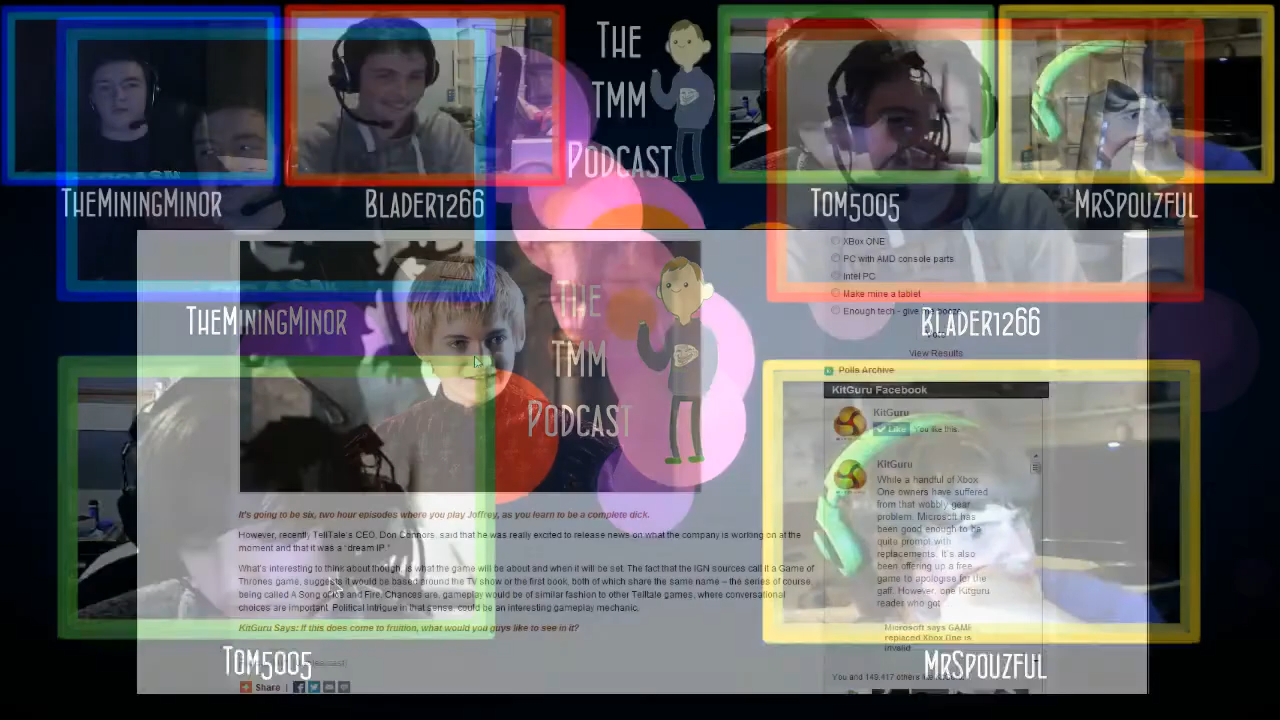 THE
TMM
PODCAST
THEMININGMINOR
BLADER1266
TOM5005
MRSPOUZFUL
XBox ONE
PC with AMD console parts
Intel PC
Make mine a tablet
Enough tech - give me booze
View Results
Polls Archive
THEMININGMINOR
THE
TMM
PODCAST
BLADER1266
KitGuru Facebook
KitGuru
Like You like this.
KitGuru
While a handful of Xbox
One owners have suffered
from that wobbly gear
problem. Microsoft has
been good enough to be
quite prompt with
replacements. It's also
been offering up a free
game to apologise for the
gaff. However, one Kitguru
reader who got
Microsoft says GAME
replaced Xbox One is
invalid
You and 149,417 others like
It's going to be six, two hour episodes where you play Joffrey, as you learn to be a complete dick.
However, recently TellTale's CEO, Don Connors, said that he was really excited to release news on what the company is working on at the
moment and that it was a "dream IP."
What's interesting to think about though, is what the game will be about and when it will be set. The fact that the IGN sources call it a Game of
Thrones game, suggests it would be based around the TV show or the first book, both of which share the same name – the series of course
being called A Song of Ice and Fire. Chances are, gameplay would be of similar fashion to other Telltale games, where conversational
choices are important. Political Intrigue in that sense, could be an interesting gameplay mechanic.
KitGuru Says: If this does come to fruition, what would you guys like to see in it?
TOM5005
MRSPOUZFUL
Share |